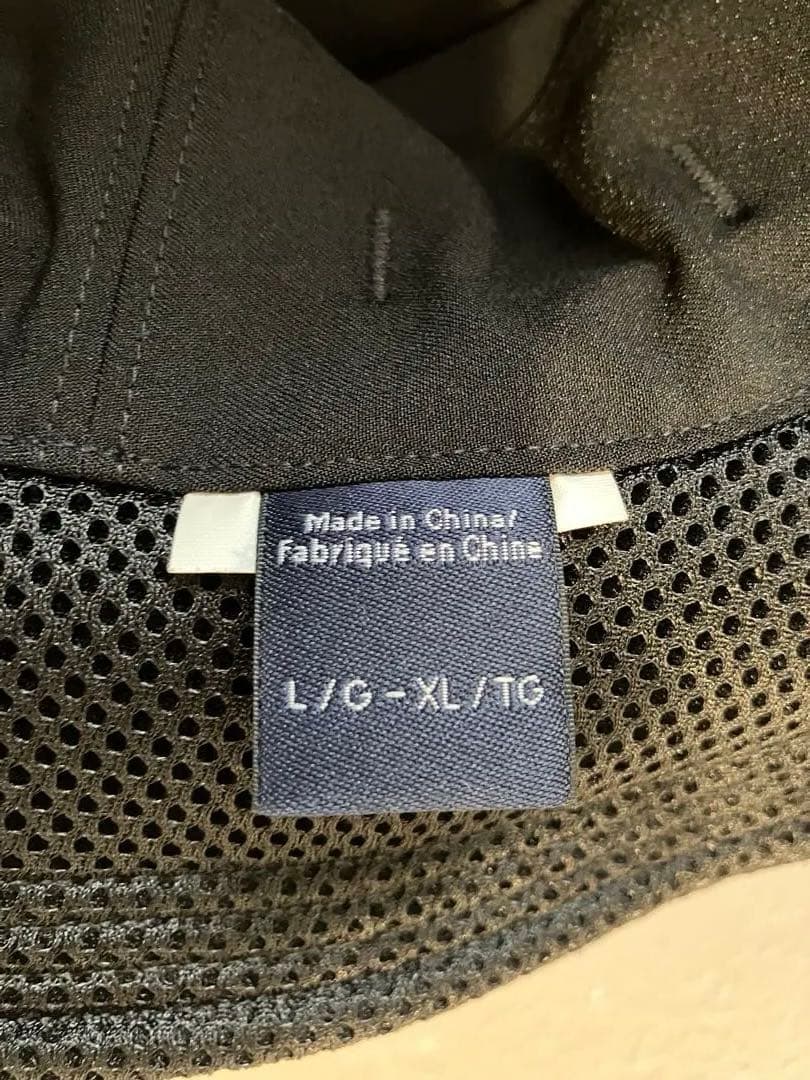 Made in China/
Fabriqué en Chine
L/G-XL/TG